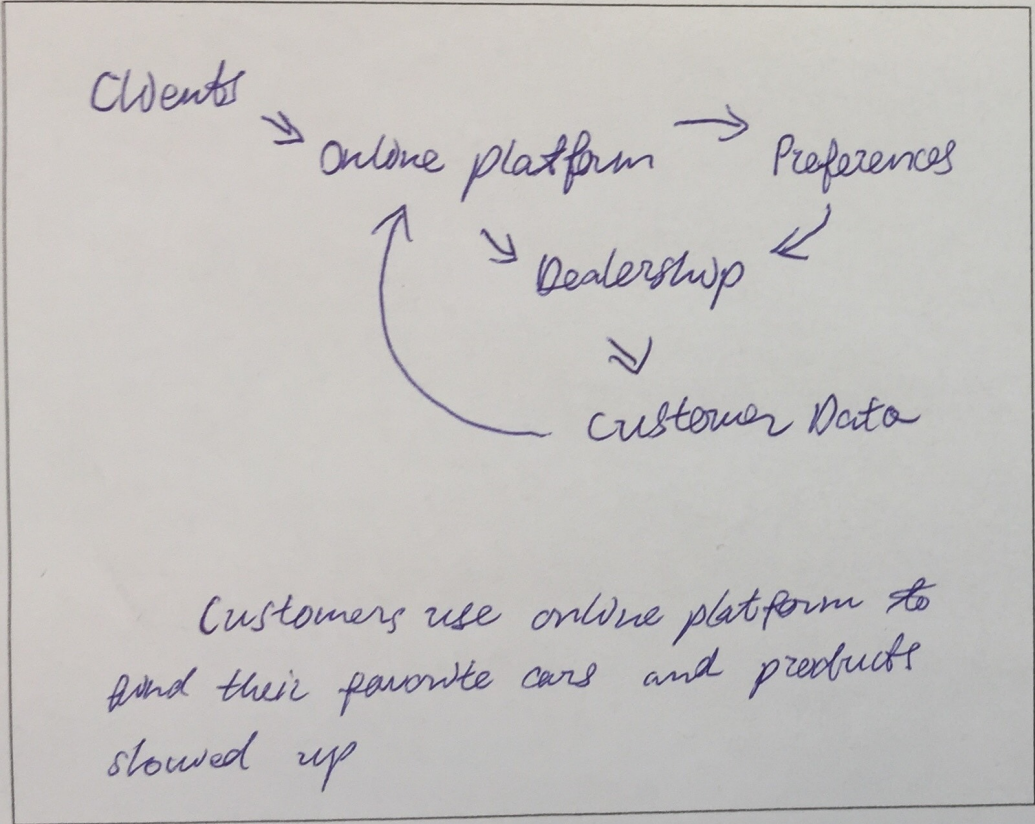 Clients
Online platform
Preferences
Dealership
Customer Data
Customers use online platform to
find their favorite cars and products
slowed up